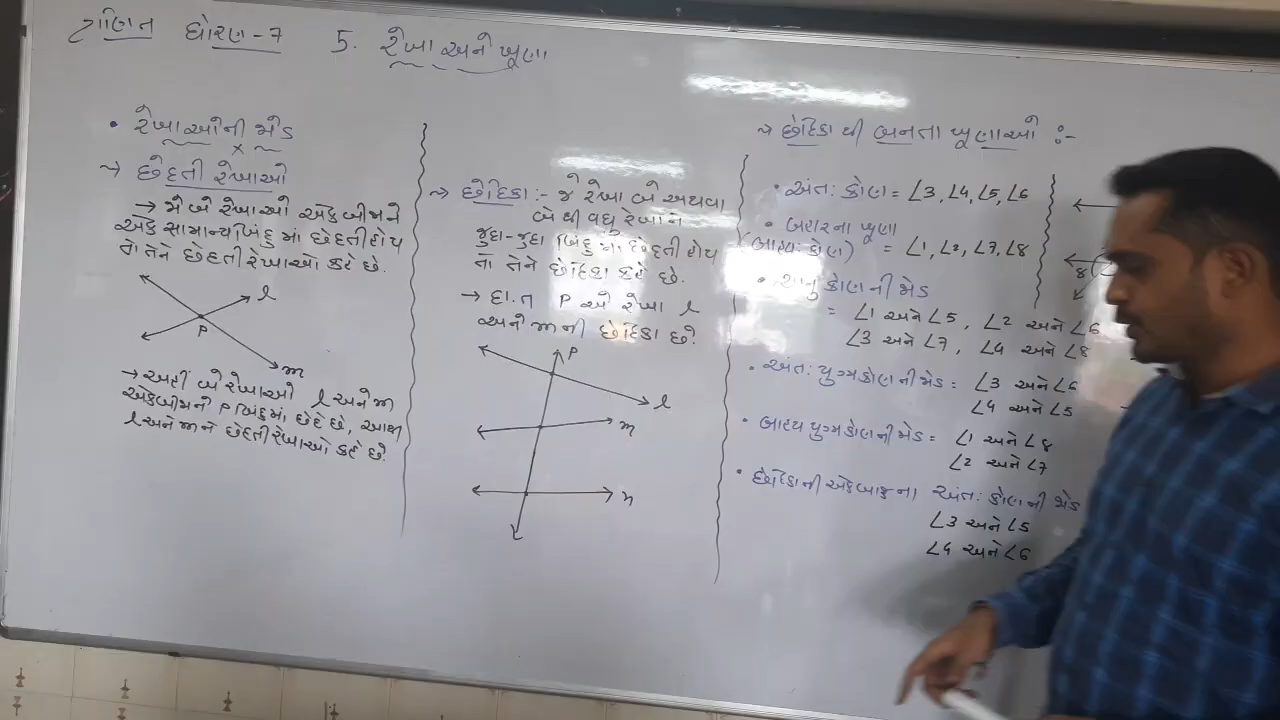 ગણિત ધોરણ-7 5. રેખા અને ખૂણા
• રેખાઓની જોડ
x
→ છેદતી રેખાઓ
→ જો બે રેખાઓ એકબીજાને
એક સામાન્ય બિંદુ માં છેદતી હોય
તો તેને છેદતી રેખાઓ કહે છે.
l
P
m
→ અહીં બે રેખાઓ l અને m
એકબીજાને P બિંદુમાં છેદે છે,
l અને m ને છેદતી રેખાઓ કહે છે.
→ છેદિકા :- જે રેખા બે અથવા
બે થી વધુ રેખાને
જુદા-જુદા બિંદુ માં છેદતી હોય
તો તેને છેદિકા કહે છે.
→ દા.ત P એ રેખા l
અને m ની છેદિકા છે.
P
l
m
n
→ છેદિકા થી બનતા ખૂણાઓ :-
• અંતઃ કોણ = ∠3, ∠4, ∠5, ∠6
• બહારના ખૂણા
(બાહ્ય કોણ) = ∠1, ∠2, ∠7, ∠8
• કોણ ની જોડ
= ∠1 અને ∠5, ∠2 અને ∠6
∠3 અને ∠7, ∠4 અને ∠8
• અંતઃ યુગ્મકોણ ની જોડ = ∠3 અને ∠6
∠4 અને ∠5
• બાહ્ય યુગ્મકોણ ની જોડ = ∠1 અને ∠8
∠2 અને ∠7
• છેદિકા ની એકબાજુ ના અંતઃ કોણ ની જોડ
∠3 અને ∠5
∠4 અને ∠6
8